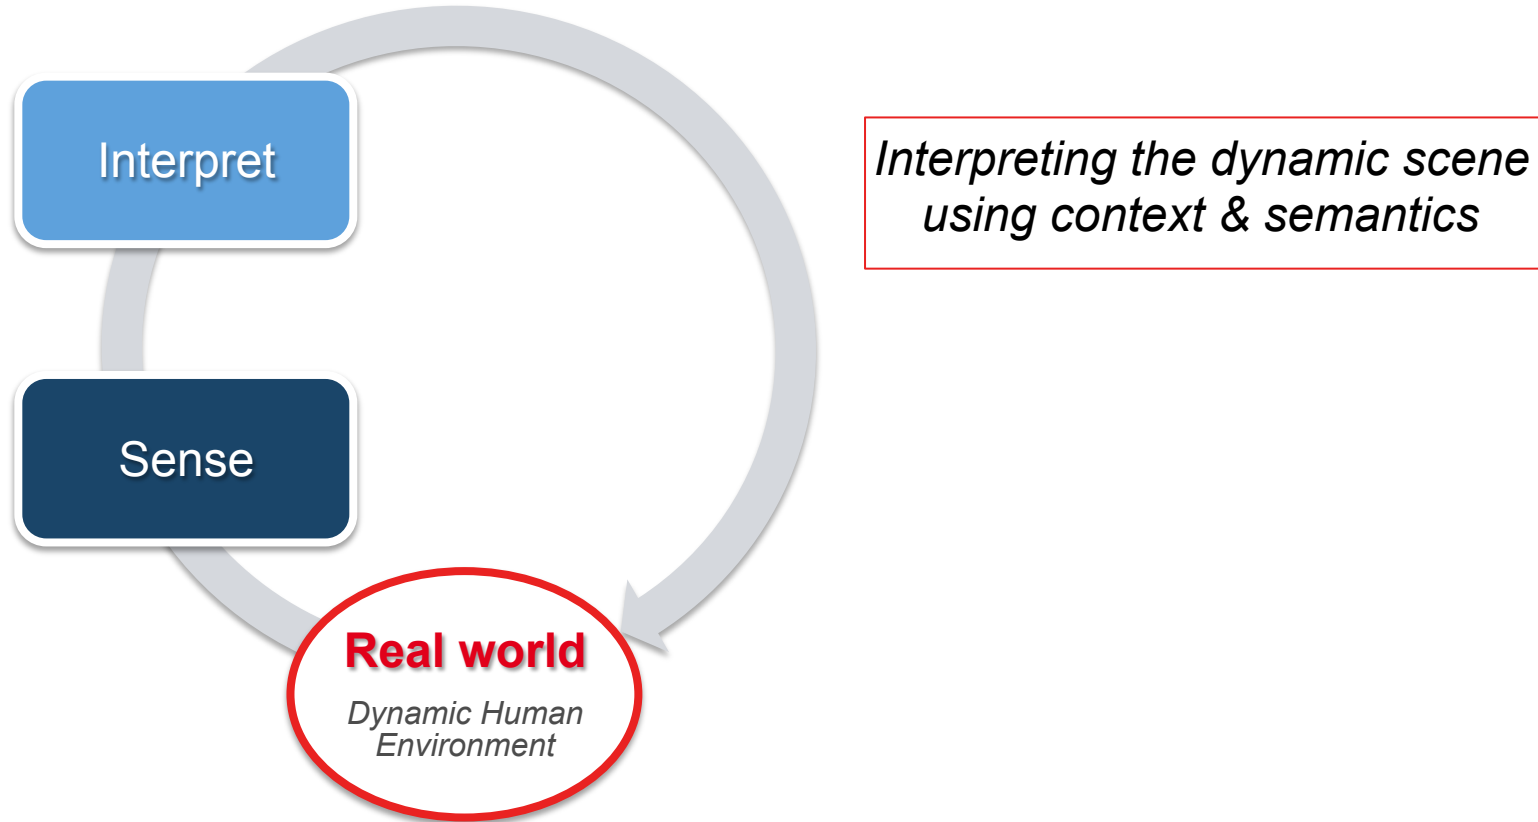 Interpret
Interpreting the dynamic scene
using context & semantics
Sense
Real world
Dynamic Human
Environment